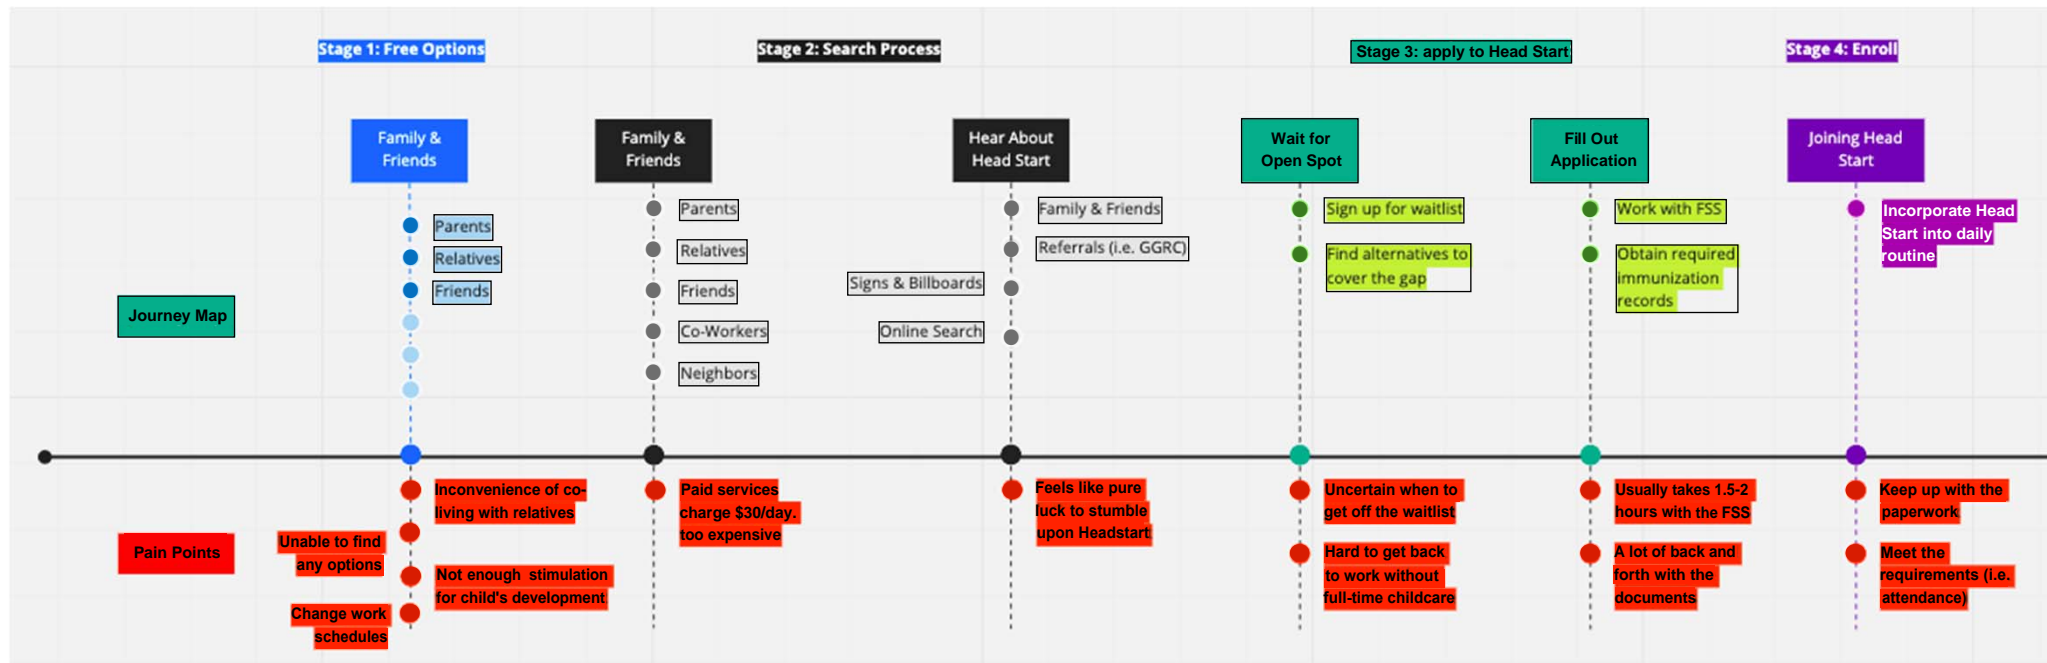 Stage 1: Free Options
Stage 2: Search Process
Stage 3: apply to Head Start
Stage 4: Enroll
Family &
Friends
Family &
Friends
Hear About
Head Start
Wait for
Open Spot
Fill Out
Application
Joining Head
Start
Journey Map
Parents
Relatives
Friends
Parents
Relatives
Friends
Co-Workers
Neighbors
Family & Friends
Referrals (i.e. GGRC)
Signs & Billboards
Online Search
Sign up for waitlist
Find alternatives to
cover the gap
Work with FSS
Obtain required
immunization
records
Incorporate Head
Start into daily
routine
Pain Points
Inconvenience of co-
living with relatives
Unable to find
any options
Not enough stimulation
for child's development
Change work
schedules
Paid services
charge $30/day.
too expensive
Feels like pure
luck to stumble
upon Headstart
Uncertain when to
get off the waitlist
Hard to get back
to work without
full-time childcare
Usually takes 1.5-2
hours with the FSS
A lot of back and
forth with the
documents
Keep up with the
paperwork
Meet the
requirements (i.e.
attendance)